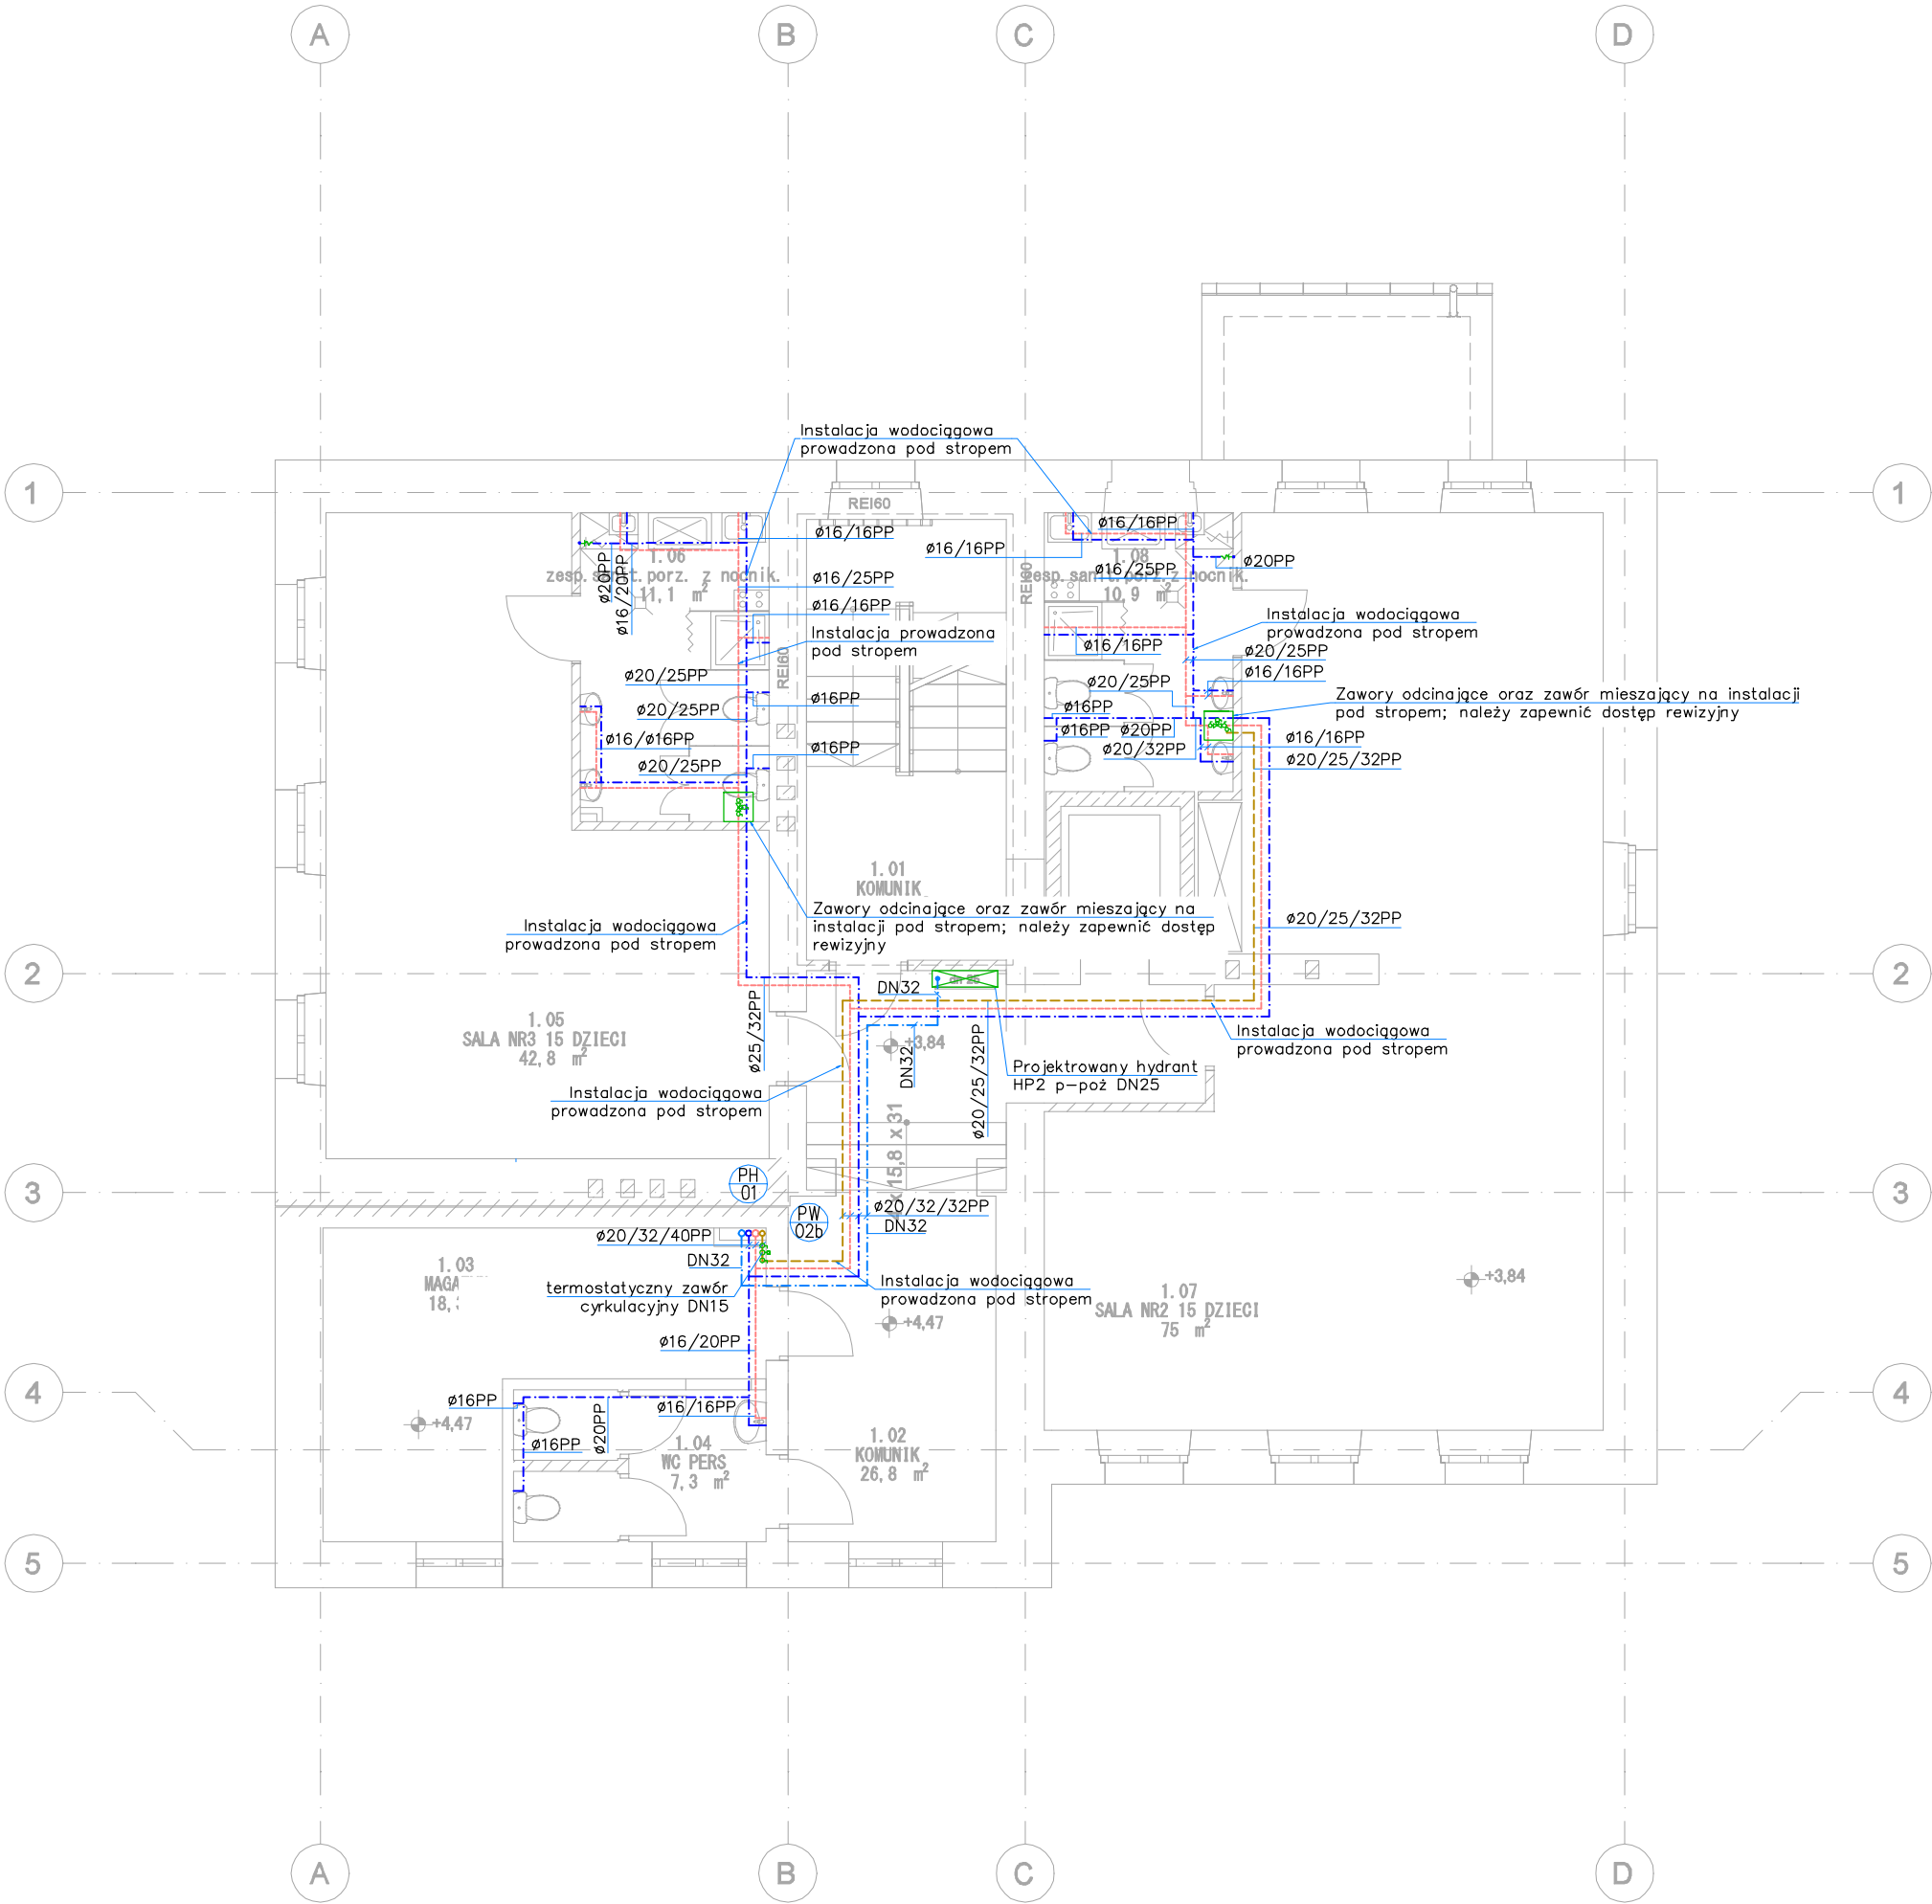 A
B
C
D
1
1
Instalacja wodociągowa
prowadzona pod stropem
REI60
ø16/16PP
ø16/16PP
ø16/16PP
1.06
zesp.sanit.porz. z nocnik.
11,1 m²
ø20PP
ø16/20PP
ø16/25PP
ø16/16PP
Instalacja prowadzona
pod stropem
REI60
REI60
1.08
zesp.sanit.porz.z nocnik.
10,9 m²
ø16/25PP
ø20PP
Instalacja wodociągowa
prowadzona pod stropem
ø16/16PP
ø20/25PP
ø16/16PP
ø20/25PP
ø20/25PP
ø16PP
ø20/25PP
ø16PP
Zawory odcinające oraz zawór mieszający na instalacji
pod stropem; należy zapewnić dostęp rewizyjny
ø16/ø16PP
ø16PP
ø16PP
ø20PP
ø16/16PP
ø20/25PP
ø20/32PP
ø20/25/32PP
1.01
KOMUNIK
Zawory odcinające oraz zawór mieszający na
instalacji pod stropem; należy zapewnić dostęp
rewizyjny
Instalacja wodociągowa
prowadzona pod stropem
ø20/25/32PP
2
2
DN32
dn 25
1.05
SALA NR3 15 DZIECI
42,8 m²
ø25/32PP
+3,84
DN32
ø20/25/32PP
Instalacja wodociągowa
prowadzona pod stropem
Projektrowany hydrant
HP2 p-poż DN25
Instalacja wodociągowa
prowadzona pod stropem
x 15,8 x 31
3
3
PH
01
PW
02b
ø20/32/32PP
DN32
ø20/32/40PP
DN32
1.03
MAGA
18,
termostatyczny zawór
cyrkulacyjny DN15
Instalacja wodociągowa
prowadzona pod stropem
+3,84
1.07
SALA NR2 15 DZIECI
75 m²
+4,47
ø16/20PP
4
4
ø16PP
ø16/16PP
+4,47
ø16PP
ø20PP
1.04
WC PERS
7,3 m²
1.02
KOMUNIK
26,8 m²
5
5
A
B
C
D